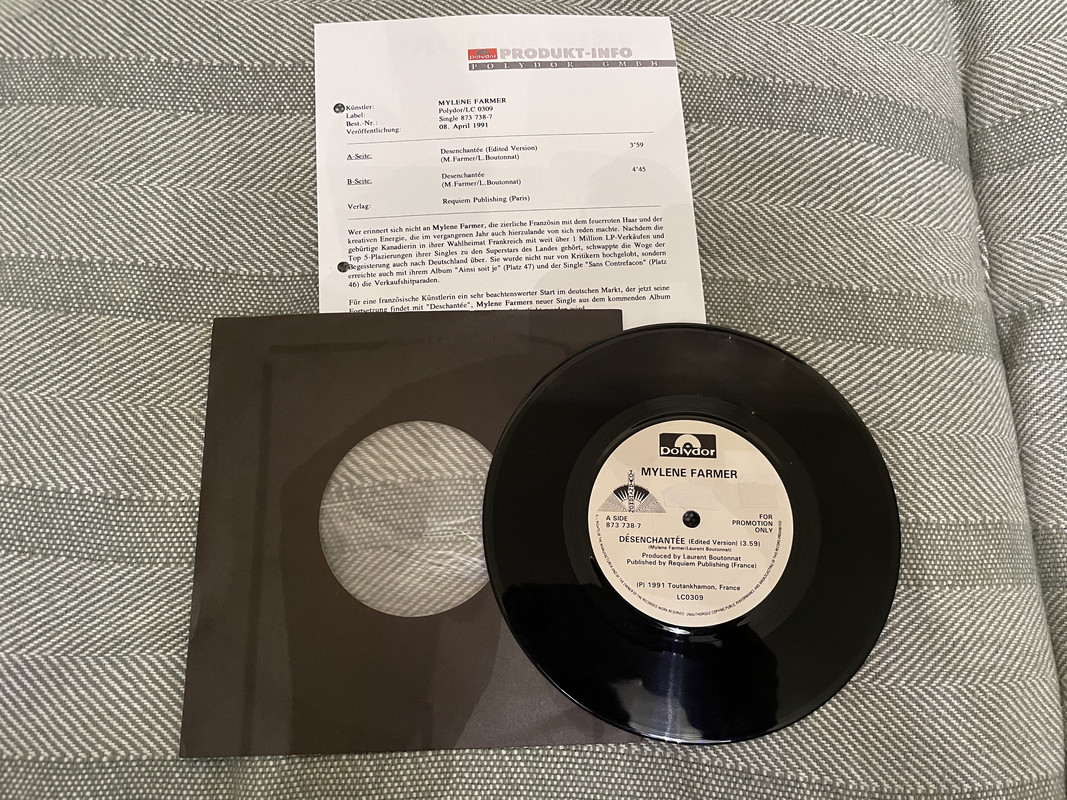 Polydor PRODUKT-INFO
POLYDOR GMBH
Künstler: MYLENE FARMER
Label: Polydor/LC 0309
Best.-Nr.: Single 873 738-7
Veröffentlichung: 08. April 1991
A-Seite: Desenchantée (Edited Version) 3'59
(M.Farmer/L.Boutonnat)
B-Seite: Desenchantée 4'45
(M.Farmer/L.Boutonnat)
Verlag: Requiem Publishing (Paris)
Wer erinnert sich nicht an Mylene Farmer, die zierliche Französin mit dem feuerroten Haar und der
kreativen Energie, die im vergangenen Jahr auch hierzulande von sich reden machte. Nachdem die
gebürtige Kanadierin in ihrer Wahlheimat Frankreich mit weit über 1 Million LP-Verkäufen und
Top 5-Plazierungen ihrer Singles zu den Superstars des Landes gehört, schwappte die Woge der
Begeisterung auch nach Deutschland über. Sie wurde nicht nur von Kritikern hochgelobt, sondern
erreichte auch mit ihrem Album "Ainsi soit je" (Platz 47) und der Single "Sans Contrefacon" (Platz
46) die Verkaufshitparaden.
Für eine französische Künstlerin ein sehr beachtenswerter Start im deutschen Markt, der jetzt seine
Fortsetzung findet mit "Deschantée", Mylene Farmers neuer Single aus dem kommenden Album
Polydor
MYLENE FARMER
A SIDE
873 738-7
FOR
PROMOTION
ONLY
DÉSENCHANTÉE (Edited Version) (3.59)
(Mylene Farmer/Laurent Boutonnat)
Produced by Laurent Boutonnat
Published by Requiem Publishing (France)
(P) 1991 Toutankhamon, France
LC0309